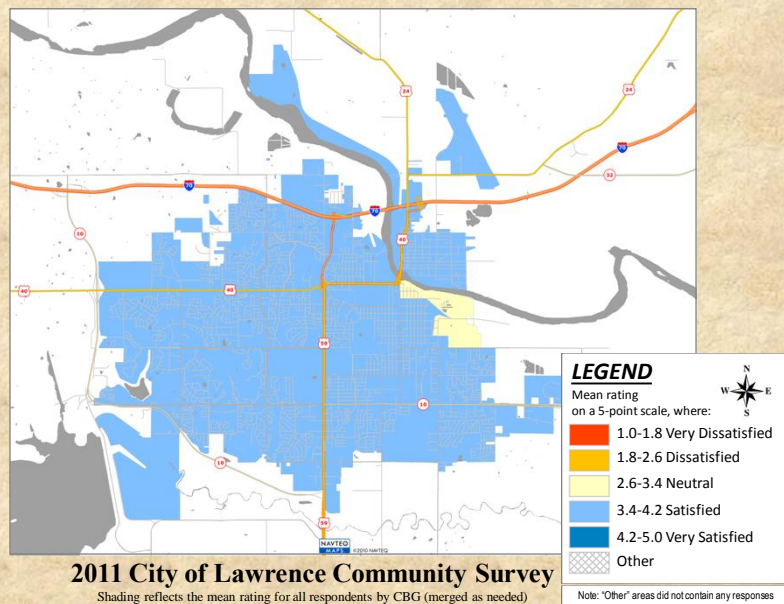 24
24
70
70
32
70
10
40
40
40
59
10
10
59
NAVTEQ
MAPS ©2010 NAVTEQ
LEGEND
Mean rating
on a 5-point scale, where:
N
W E
S
1.0-1.8 Very Dissatisfied
1.8-2.6 Dissatisfied
2.6-3.4 Neutral
3.4-4.2 Satisfied
4.2-5.0 Very Satisfied
Other
2011 City of Lawrence Community Survey
Shading reflects the mean rating for all respondents by CBG (merged as needed)
Note: "Other" areas did not contain any responses